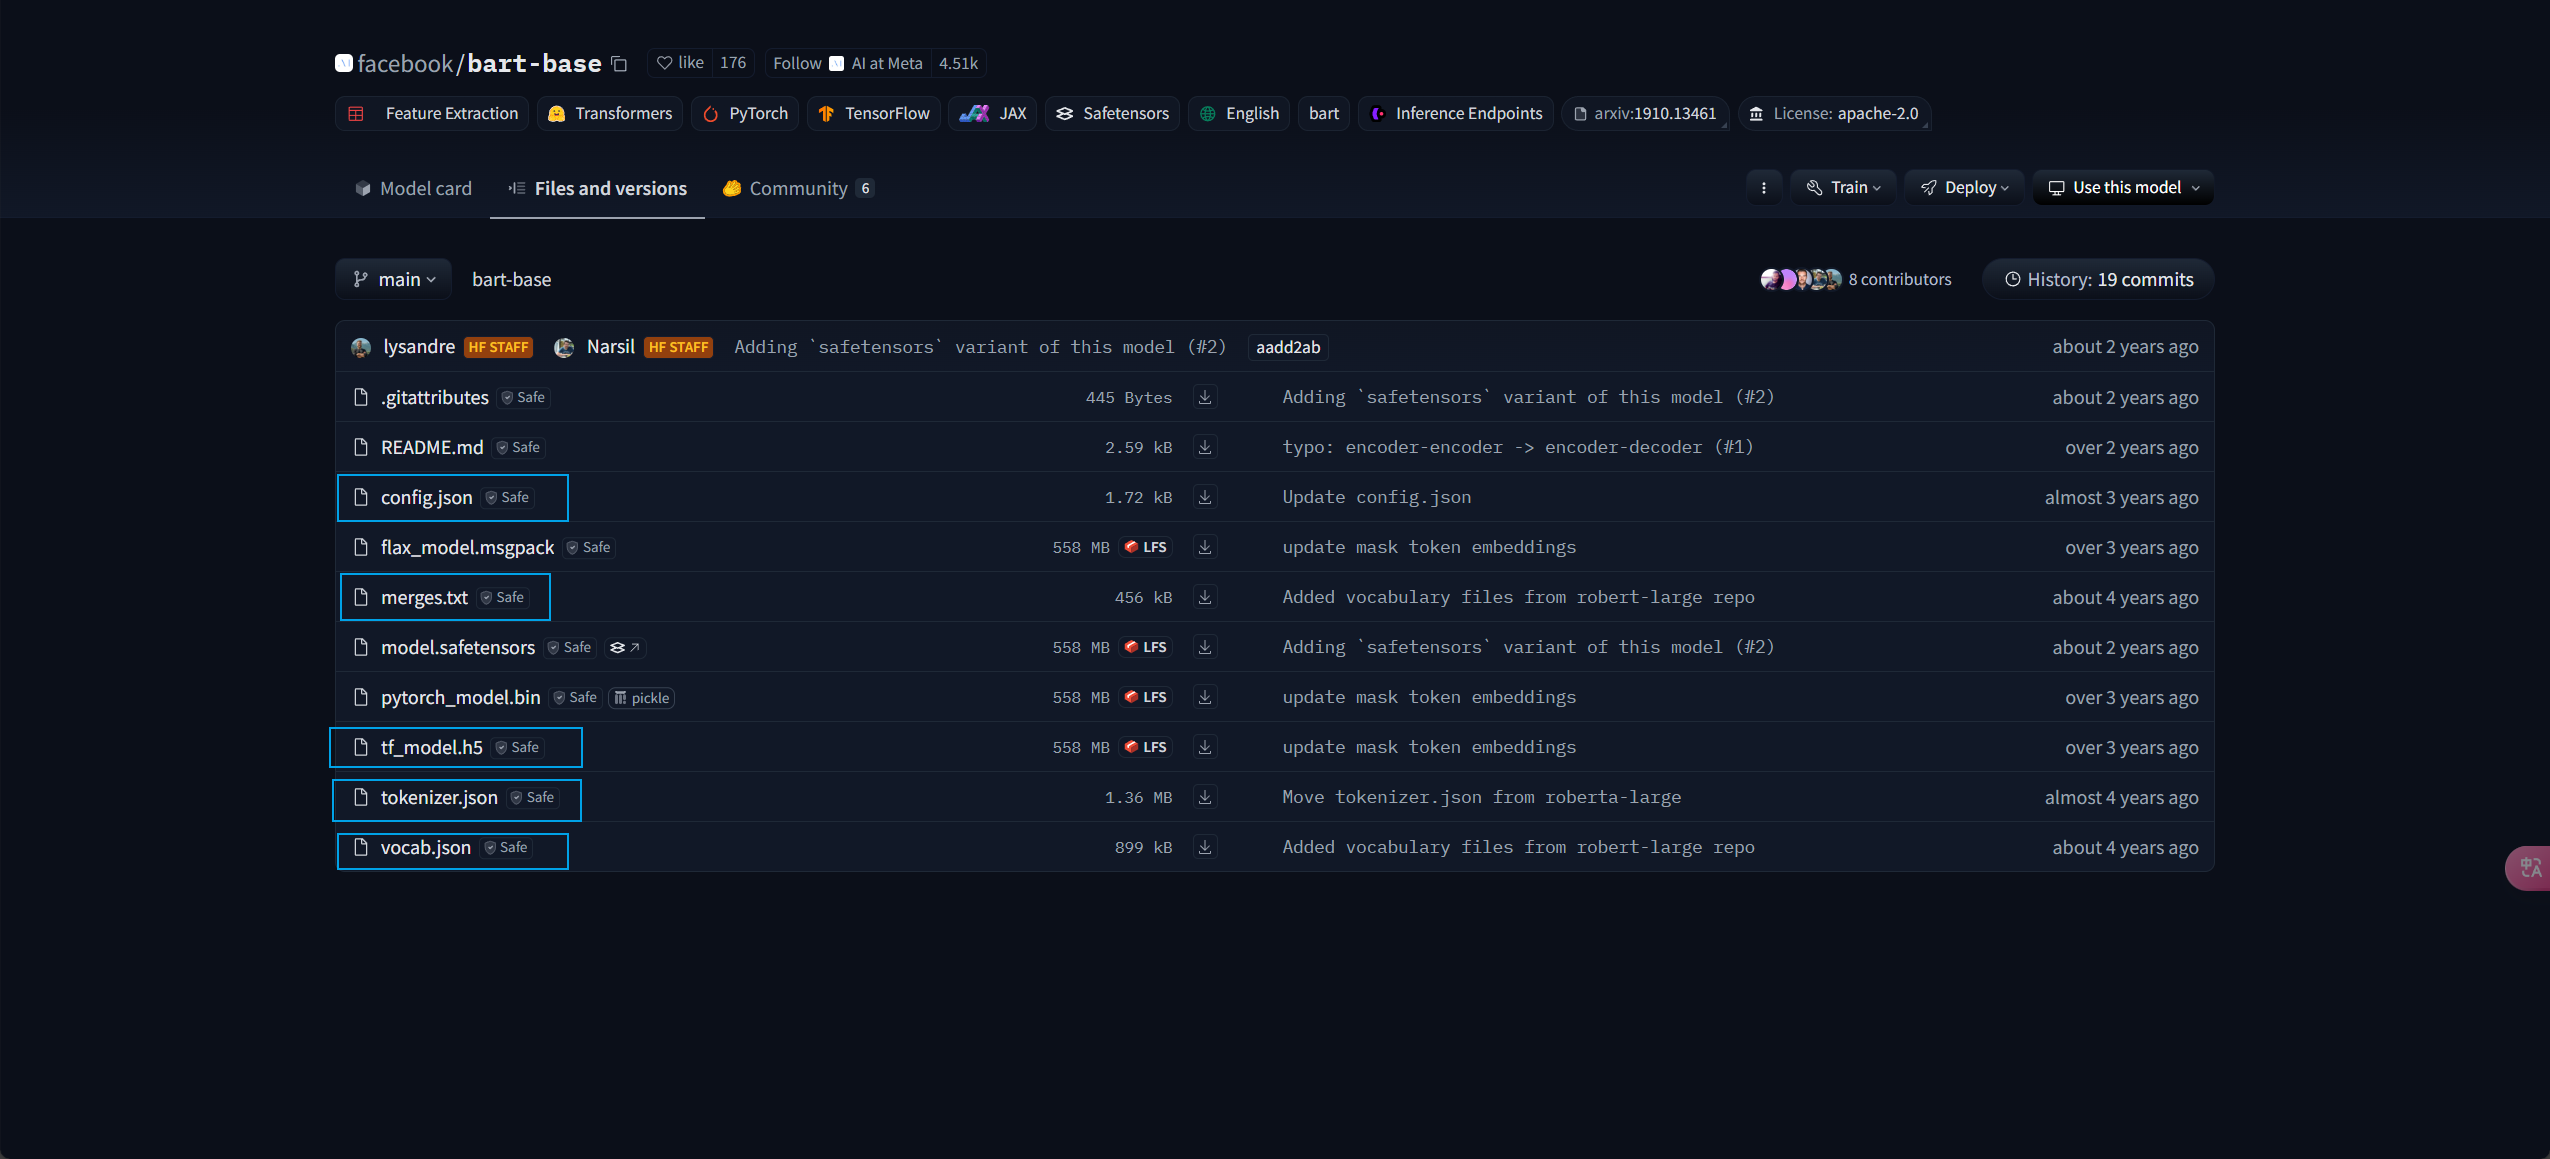 facebook/bart-base like 176 Follow AI at Meta 4.51k
Feature Extraction Transformers PyTorch TensorFlow JAX Safetensors English bart Inference Endpoints arxiv:1910.13461 License: apache-2.0
Model card Files and versions Community 6 Train Deploy Use this model
main bart-base 8 contributors History: 19 commits
lysandre HF STAFF Narsil HF STAFF Adding `safetensors` variant of this model (#2) aadd2ab about 2 years ago
.gitattributes Safe 445 Bytes Adding `safetensors` variant of this model (#2) about 2 years ago
README.md Safe 2.59 kB typo: encoder-encoder -> encoder-decoder (#1) over 2 years ago
config.json Safe 1.72 kB Update config.json almost 3 years ago
flax_model.msgpack Safe 558 MB LFS update mask token embeddings over 3 years ago
merges.txt Safe 456 kB Added vocabulary files from robert-large repo about 4 years ago
model.safetensors Safe 558 MB LFS Adding `safetensors` variant of this model (#2) about 2 years ago
pytorch_model.bin Safe pickle 558 MB LFS update mask token embeddings over 3 years ago
tf_model.h5 Safe 558 MB LFS update mask token embeddings over 3 years ago
tokenizer.json Safe 1.36 MB Move tokenizer.json from roberta-large almost 4 years ago
vocab.json Safe 899 kB Added vocabulary files from robert-large repo about 4 years ago
中A